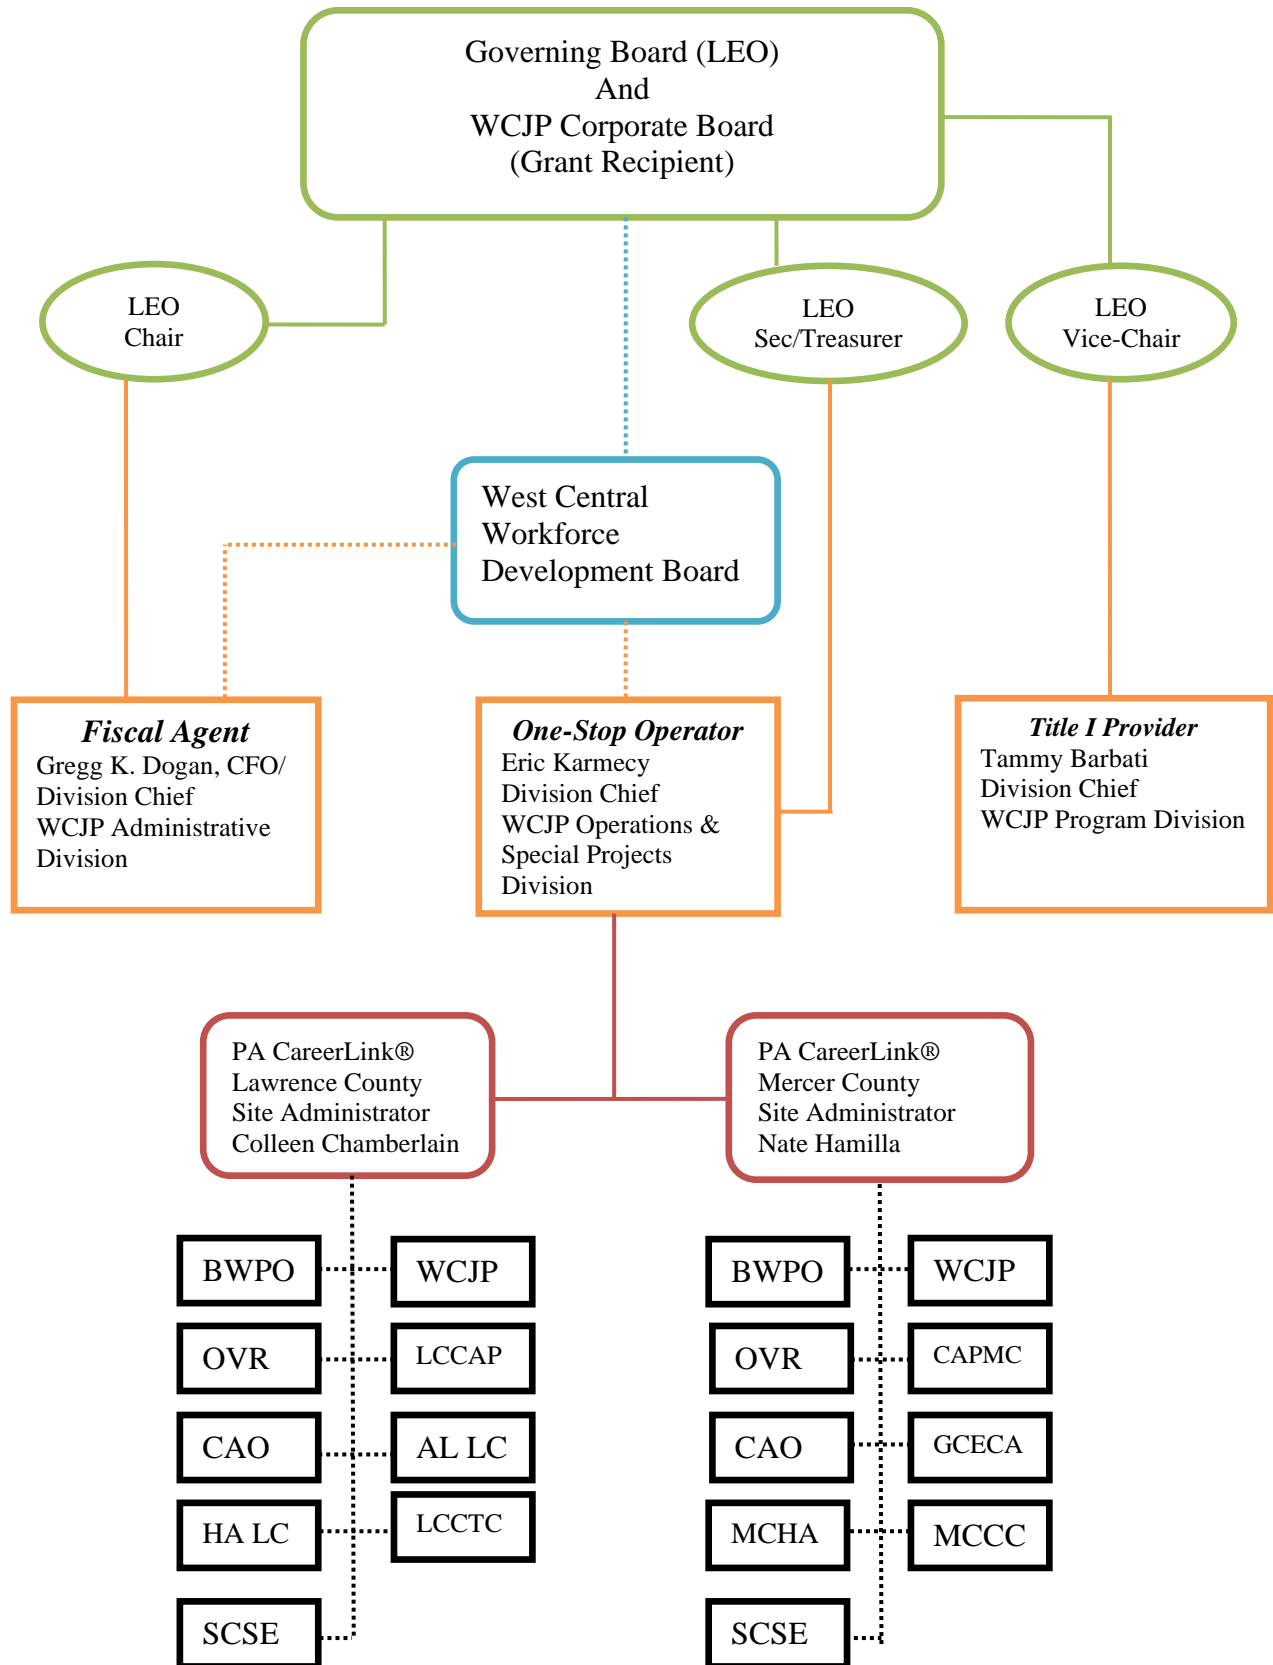 Governing Board (LEO)
And
WCJP Corporate Board
(Grant Recipient)
LEO
Chair
LEO
Sec/Treasurer
LEO
Vice-Chair
West Central
Workforce
Development Board
Fiscal Agent
Gregg K. Dogan, CFO/
Division Chief
WCJP Administrative
Division
One-Stop Operator
Eric Karmecy
Division Chief
WCJP Operations &
Special Projects
Division
Title I Provider
Tammy Barbati
Division Chief
WCJP Program Division
PA CareerLink®
Lawrence County
Site Administrator
Colleen Chamberlain
PA CareerLink®
Mercer County
Site Administrator
Nate Hamilla
BWPO
WCJP
OVR
LCCAP
CAO
AL LC
HA LC
LCCTC
SCSE
BWPO
WCJP
OVR
CAPMC
CAO
GCECA
MCHA
MCCC
SCSE